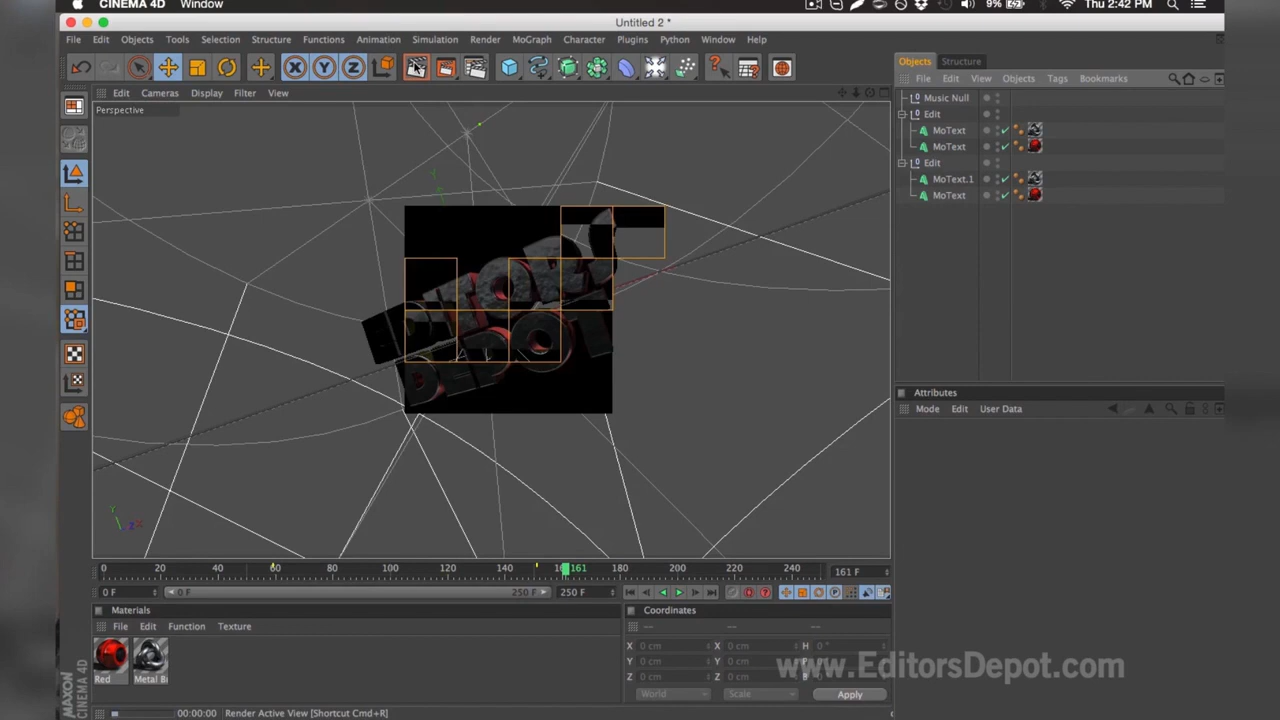 CINEMA 4D Window 9% Thu 2:42 PM
Untitled 2 *
File Edit Objects Tools Selection Structure Functions Animation Simulation Render MoGraph Character Plugins Python Window Help
Objects Structure
File Edit View Objects Tags Bookmarks
Edit Cameras Display Filter View
Perspective
Music Null
Edit
MoText
MoText
Edit
MoText.1
MoText
Attributes
Mode Edit User Data
0 20 40 60 80 100 120 140 161 180 200 220 240 161 F
0 F 0 F 250 F 250 F
Materials
File Edit Function Texture
Red Metal Br
Coordinates
-- -- --
X 0 cm X 0 cm H 0 °
Y 0 cm Y 0 cm P
Z 0 cm Z 0 cm B
World Scale Apply
www.EditorsDepot.com
MAXON CINEMA 4D
00:00:00 Render Active View [Shortcut Cmd+R]